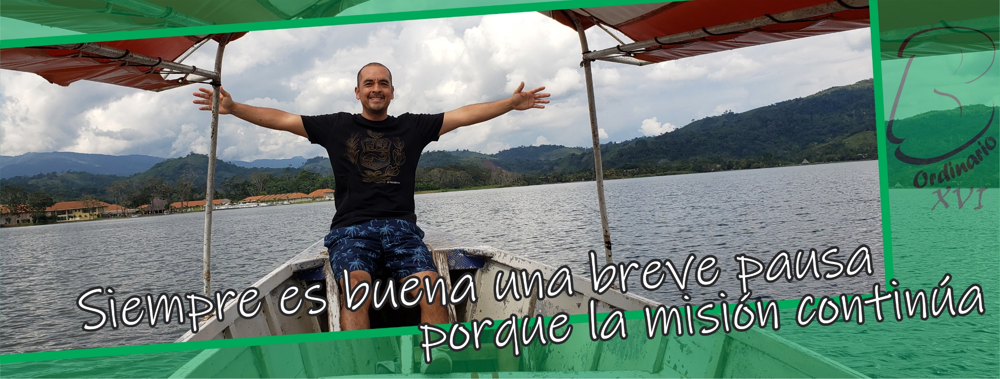 Siempre es buena una breve pausa
porque la misión continúa
B
Ordinario
XVI